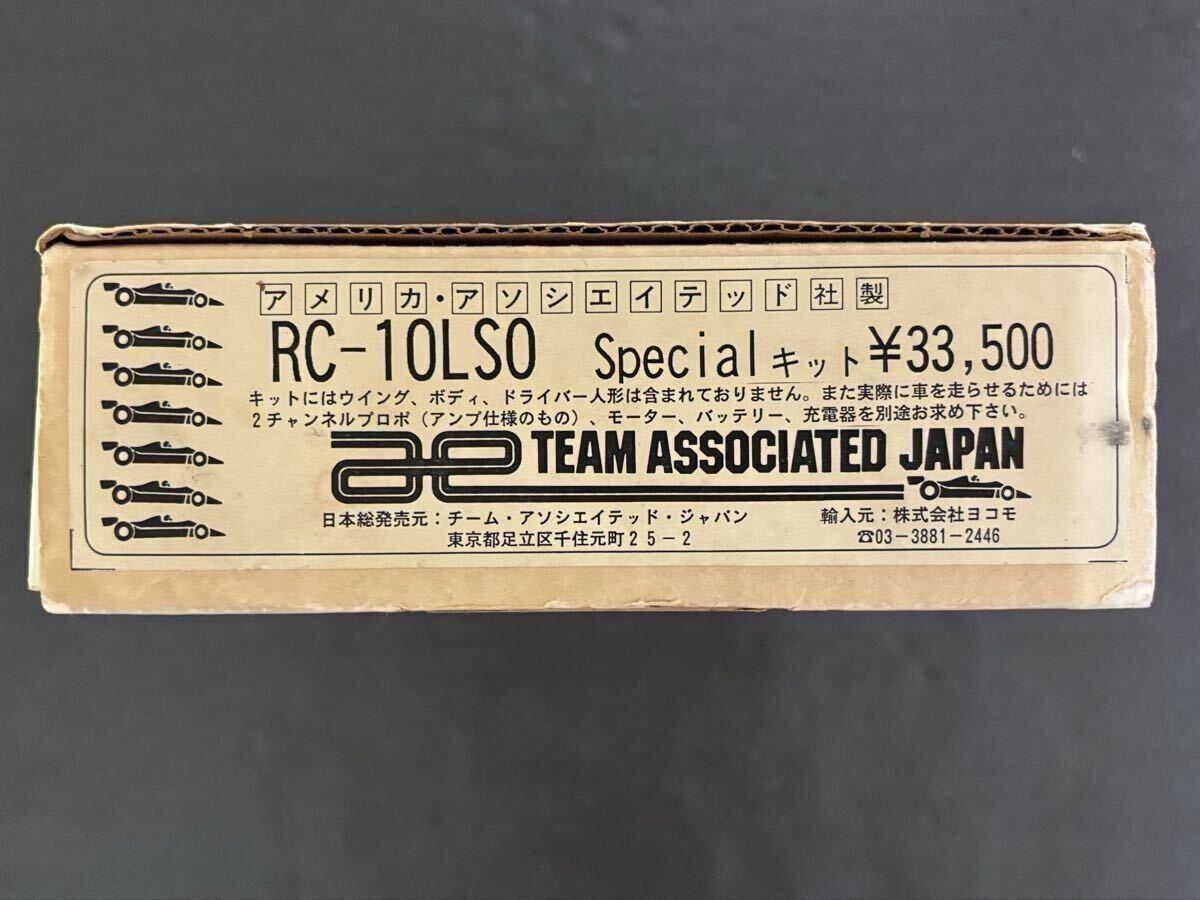 アメリカ・アソシエイテッド社製
RC-10LSO Specialキット ¥33,500
キットにはウイング、ボディ、ドライバー人形は含まれておりません。また実際に車を走らせるためには
2チャンネルプロポ(アンプ仕様のもの)、モーター、バッテリー、充電器を別途お求め下さい。
ae TEAM ASSOCIATED JAPAN
日本総発売元:チーム・アソシエイテッド・ジャパン 輸入元:株式会社ヨコモ
東京都足立区千住元町25-2 ☎03-3881-2446